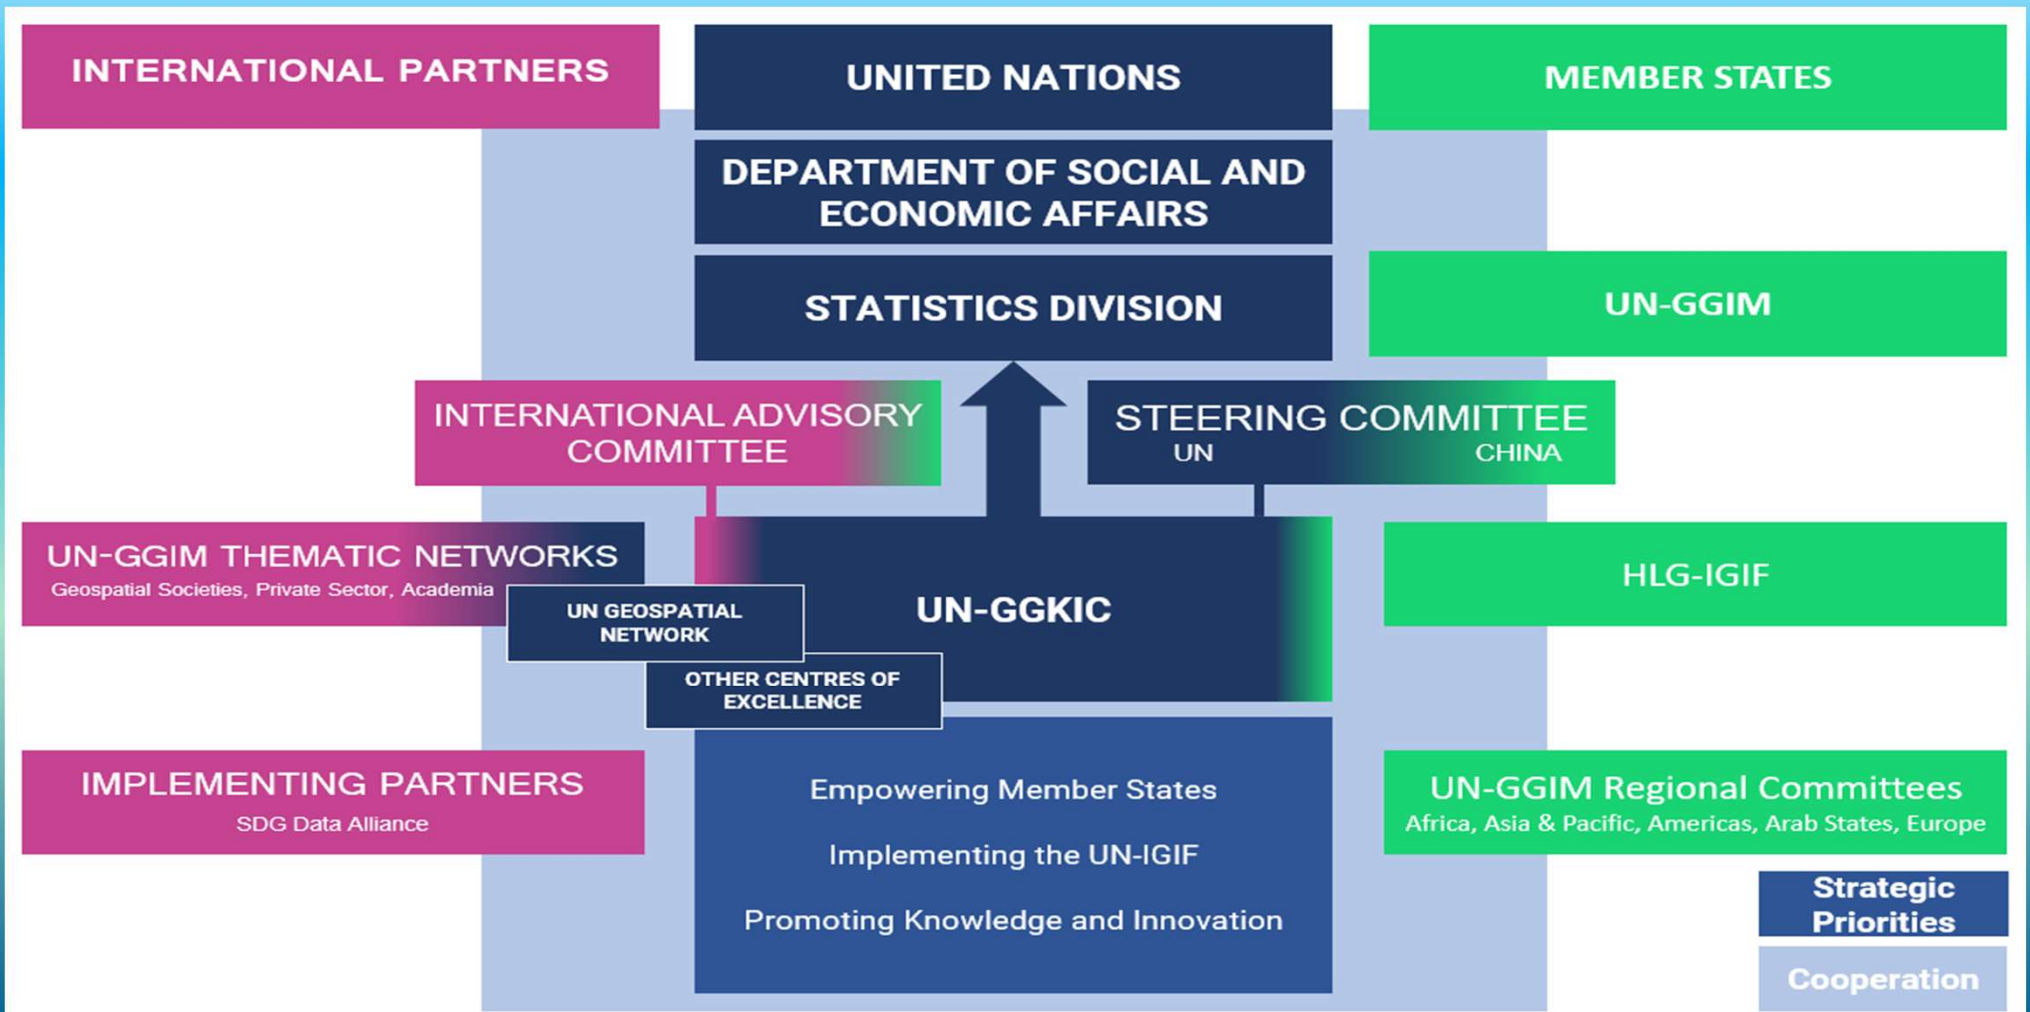 INTERNATIONAL PARTNERS
UNITED NATIONS
MEMBER STATES
DEPARTMENT OF SOCIAL AND
ECONOMIC AFFAIRS
STATISTICS DIVISION
UN-GGIM
INTERNATIONAL ADVISORY
COMMITTEE
STEERING COMMITTEE
UN
CHINA
UN-GGIM THEMATIC NETWORKS
Geospatial Societies, Private Sector, Academia
UN GEOSPATIAL
NETWORK
OTHER CENTRES OF
EXCELLENCE
UN-GGKIC
HLG-IGIF
IMPLEMENTING PARTNERS
SDG Data Alliance
Empowering Member States
Implementing the UN-IGIF
Promoting Knowledge and Innovation
UN-GGIM Regional Committees
Africa, Asia & Pacific, Americas, Arab States, Europe
Strategic
Priorities
Cooperation